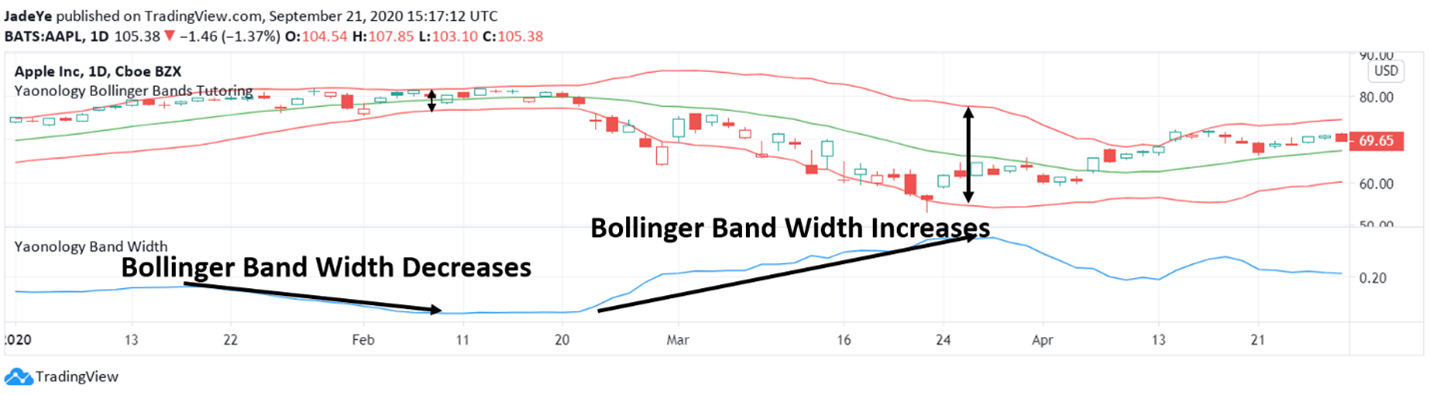 JadeYe published on TradingView.com, September 21, 2020 15:17:12 UTC
BATS:AAPL, 1D 105.38 ▼ −1.46 (−1.37%) O:104.54 H:107.85 L:103.10 C:105.38
90.00
Apple Inc, 1D, Cboe BZX
USD
Yaonology Bollinger Bands Tutoring
80.00
69.65
60.00
Bollinger Band Width Increases
50.00
Yaonology Band Width
Bollinger Band Width Decreases
0.20
2020 13 22 Feb 11 20 Mar 16 24 Apr 13 21
TradingView